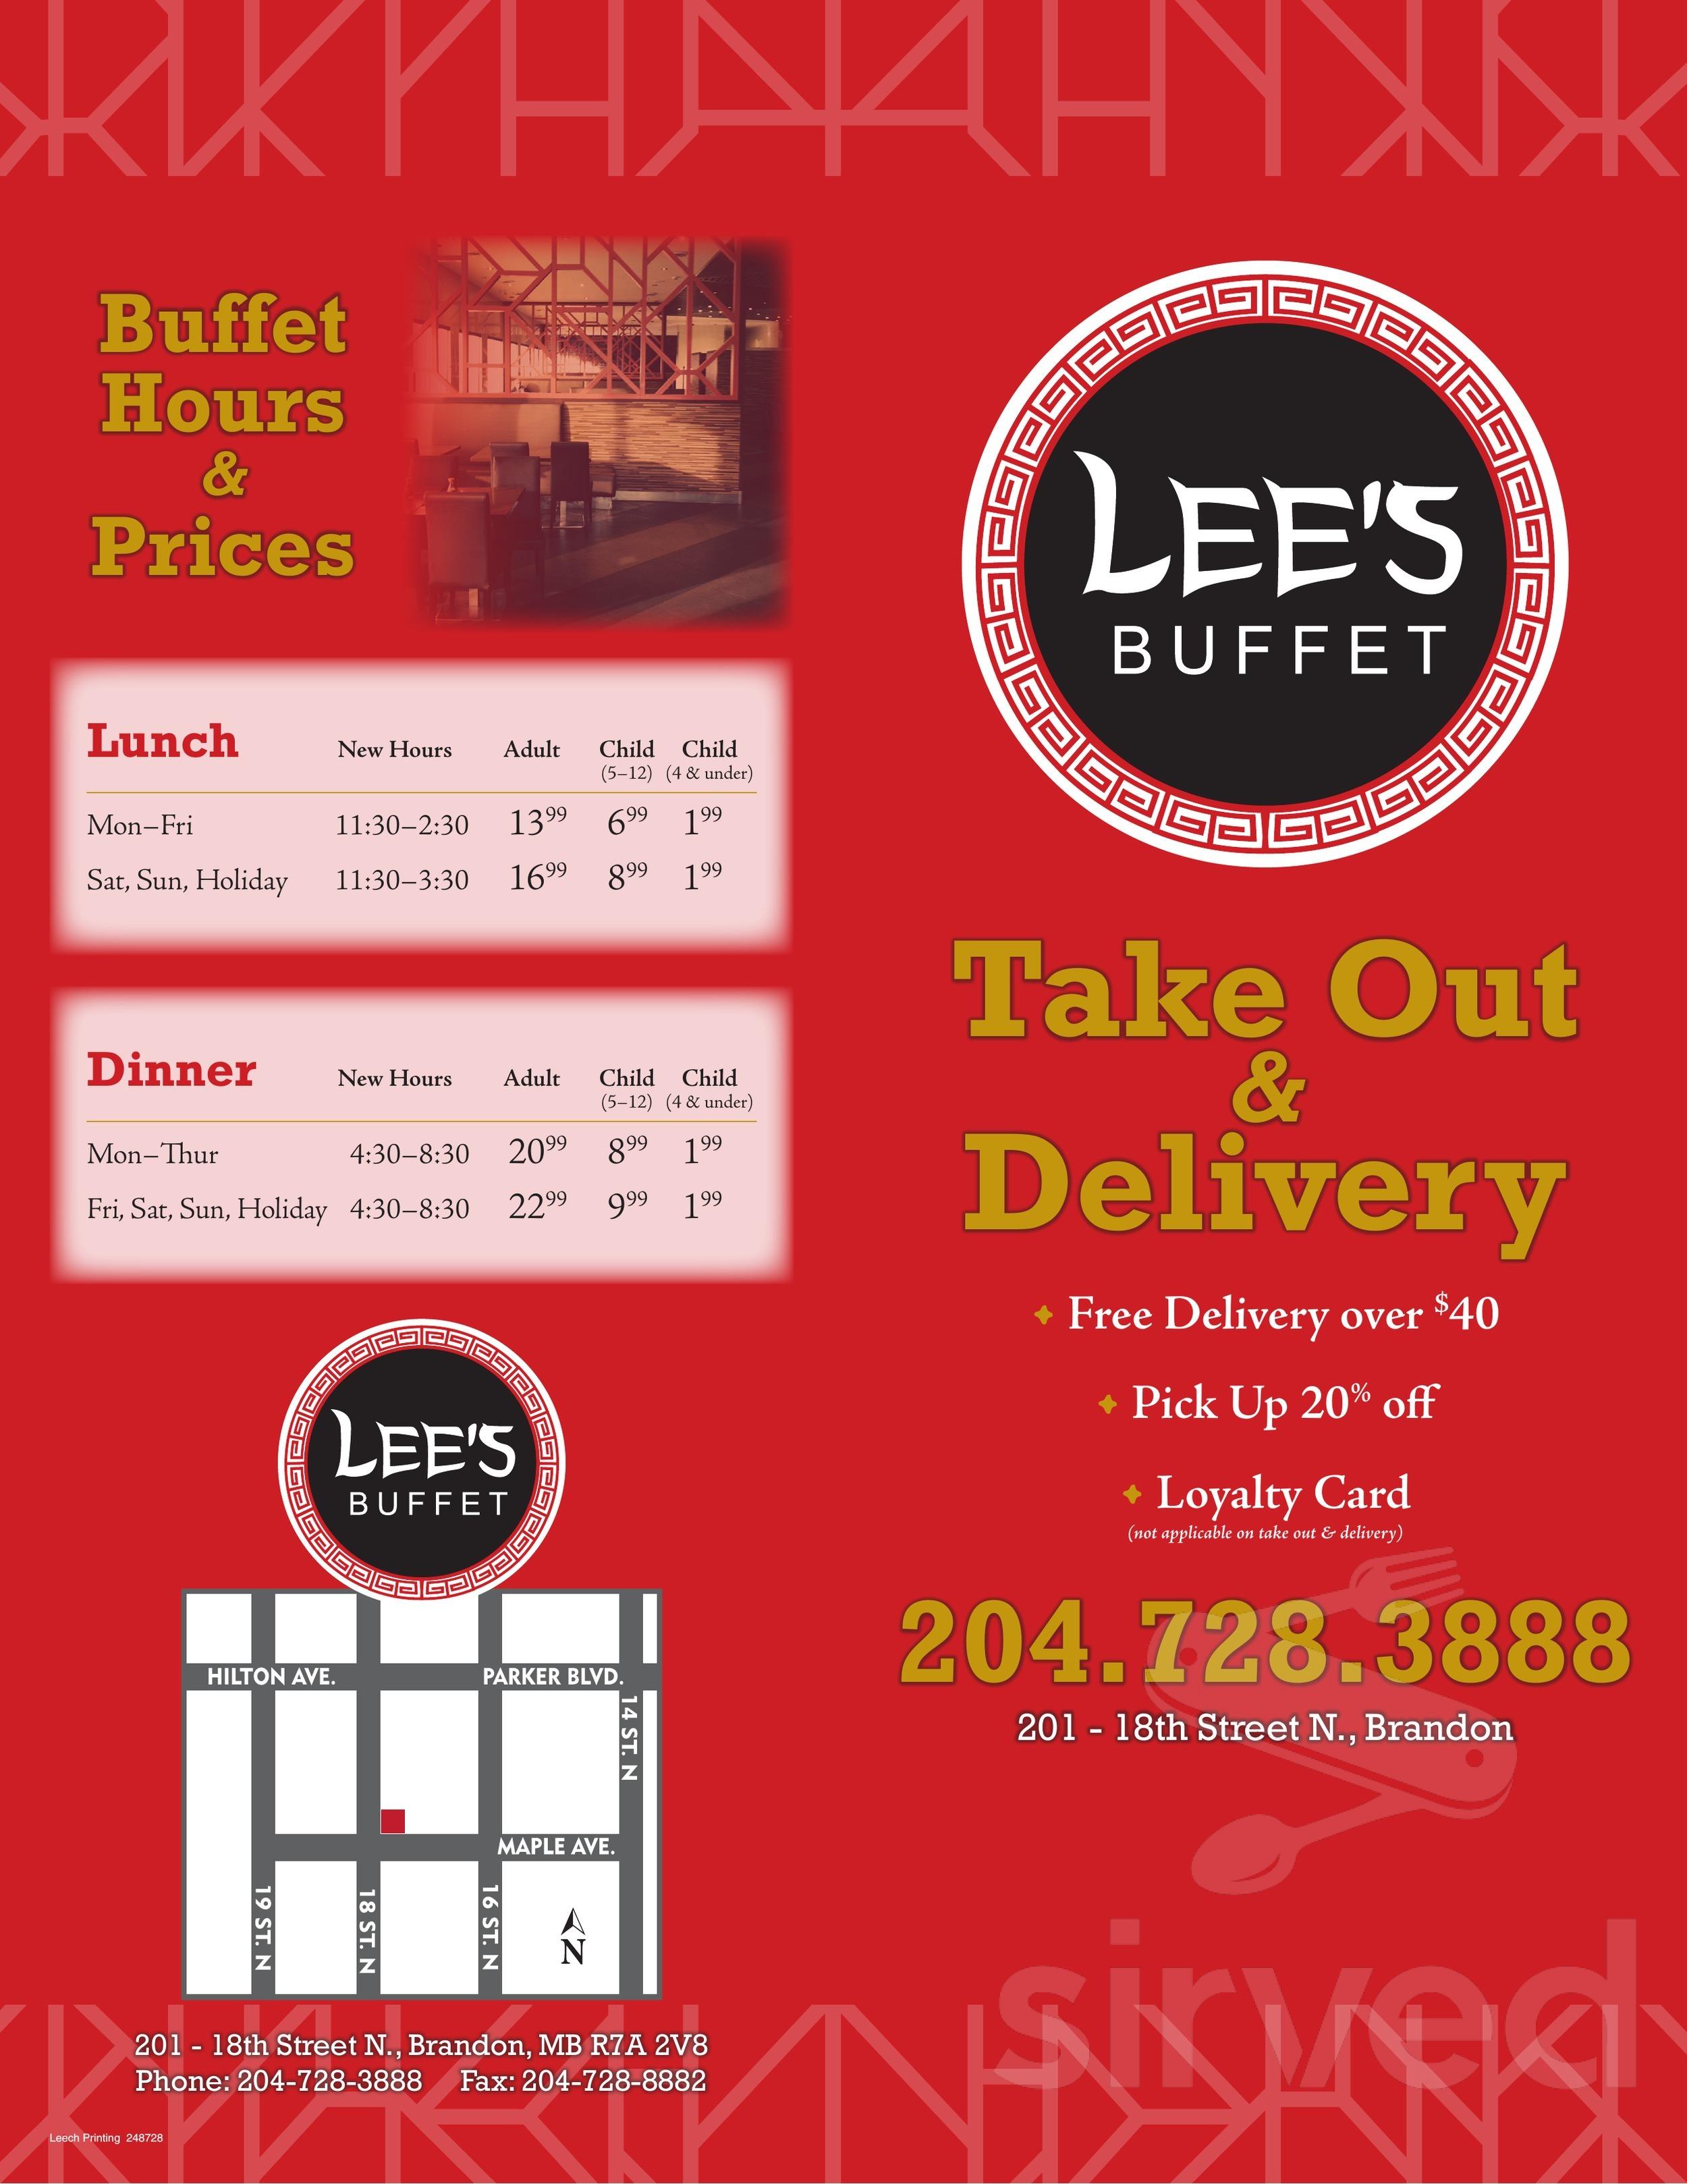 Buffet
Hours
&
Prices
Lunch New Hours Adult Child Child
(5–12) (4 & under)
Mon–Fri 11:30–2:30 13⁹⁹ 6⁹⁹ 1⁹⁹
Sat, Sun, Holiday 11:30–3:30 16⁹⁹ 8⁹⁹ 1⁹⁹
Dinner New Hours Adult Child Child
(5–12) (4 & under)
Mon–Thur 4:30–8:30 20⁹⁹ 8⁹⁹ 1⁹⁹
Fri, Sat, Sun, Holiday 4:30–8:30 22⁹⁹ 9⁹⁹ 1⁹⁹
LEE'S
BUFFET
HILTON AVE. PARKER BLVD.
14 ST. N
MAPLE AVE.
19 ST. N
18 ST. N
16 ST. N
N
201 - 18th Street N., Brandon, MB R7A 2V8
Phone: 204-728-3888 Fax: 204-728-8882
Leech Printing 248728
LEE'S
BUFFET
Take Out
&
Delivery
Free Delivery over $40
Pick Up 20% off
Loyalty Card
(not applicable on take out & delivery)
204.728.3888
201 - 18th Street N., Brandon
sirved